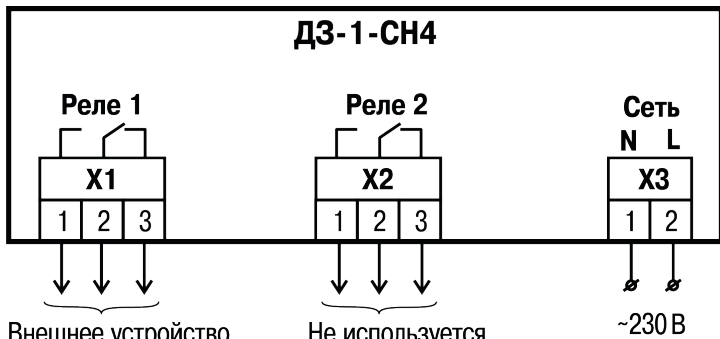 ДЗ-1-СН4
Реле 1 Реле 2 Сеть
N L
X1 X2 X3
1 2 3 1 2 3 1 2
~230 В
Внешнее устройство Не используется